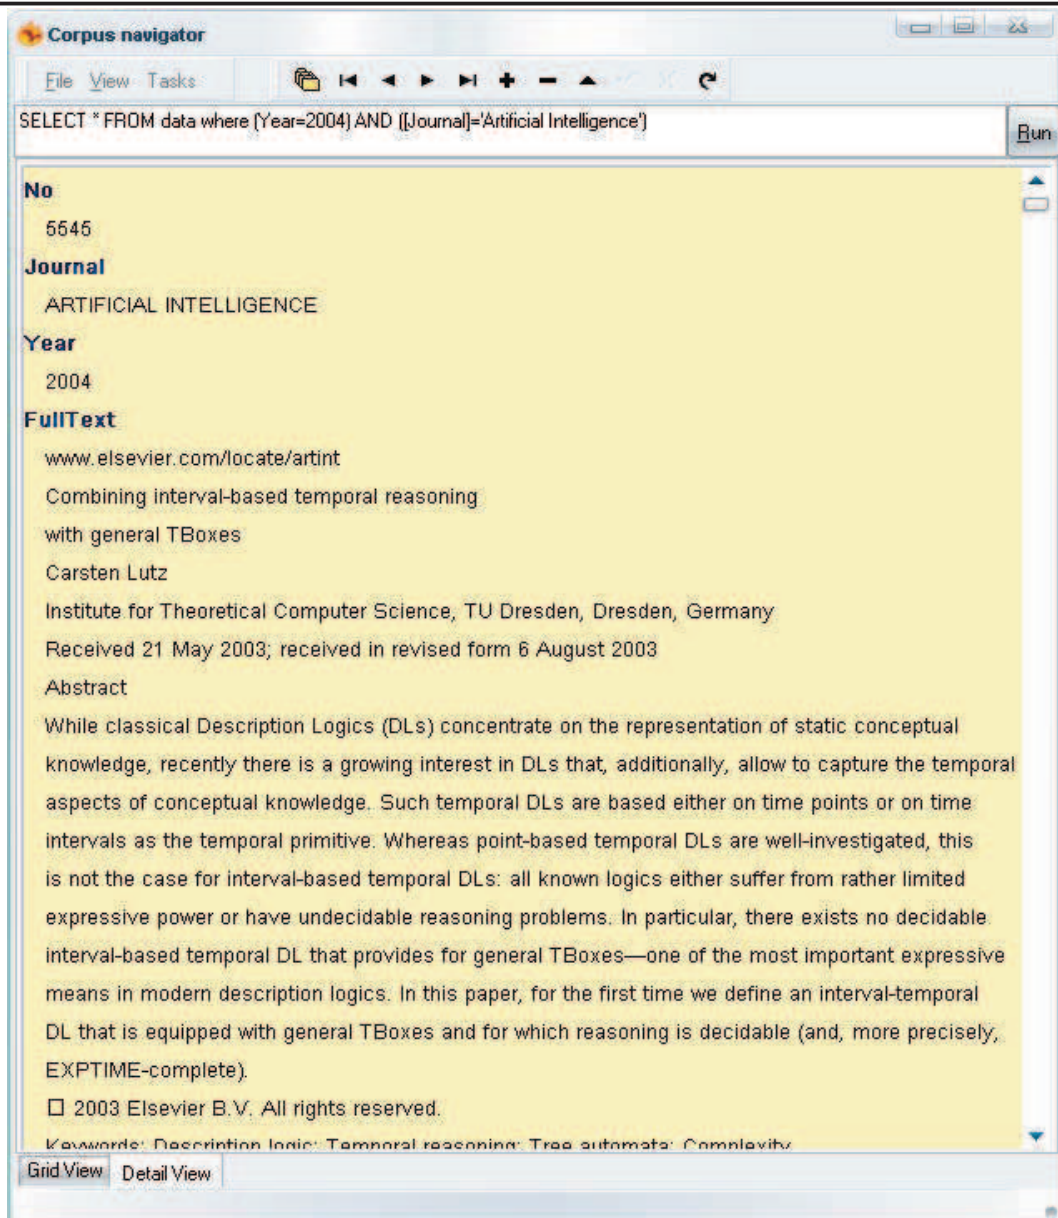 Corpus navigator
File View Tasks
SELECT * FROM data where (Year=2004) AND ([Journal]='Artificial Intelligence')
Run
No
5545
Journal
ARTIFICIAL INTELLIGENCE
Year
2004
FullText
www.elsevier.com/locate/artint
Combining interval-based temporal reasoning
with general TBoxes
Carsten Lutz
Institute for Theoretical Computer Science, TU Dresden, Dresden, Germany
Received 21 May 2003; received in revised form 6 August 2003
Abstract
While classical Description Logics (DLs) concentrate on the representation of static conceptual
knowledge, recently there is a growing interest in DLs that, additionally, allow to capture the temporal
aspects of conceptual knowledge. Such temporal DLs are based either on time points or on time
intervals as the temporal primitive. Whereas point-based temporal DLs are well-investigated, this
is not the case for interval-based temporal DLs: all known logics either suffer from rather limited
expressive power or have undecidable reasoning problems. In particular, there exists no decidable
interval-based temporal DL that provides for general TBoxes—one of the most important expressive
means in modern description logics. In this paper, for the first time we define an interval-temporal
DL that is equipped with general TBoxes and for which reasoning is decidable (and, more precisely,
EXPTIME-complete).
□ 2003 Elsevier B.V. All rights reserved.
Keywords: Description logic; Temporal reasoning; Tree automata; Complexity
Grid View Detail View